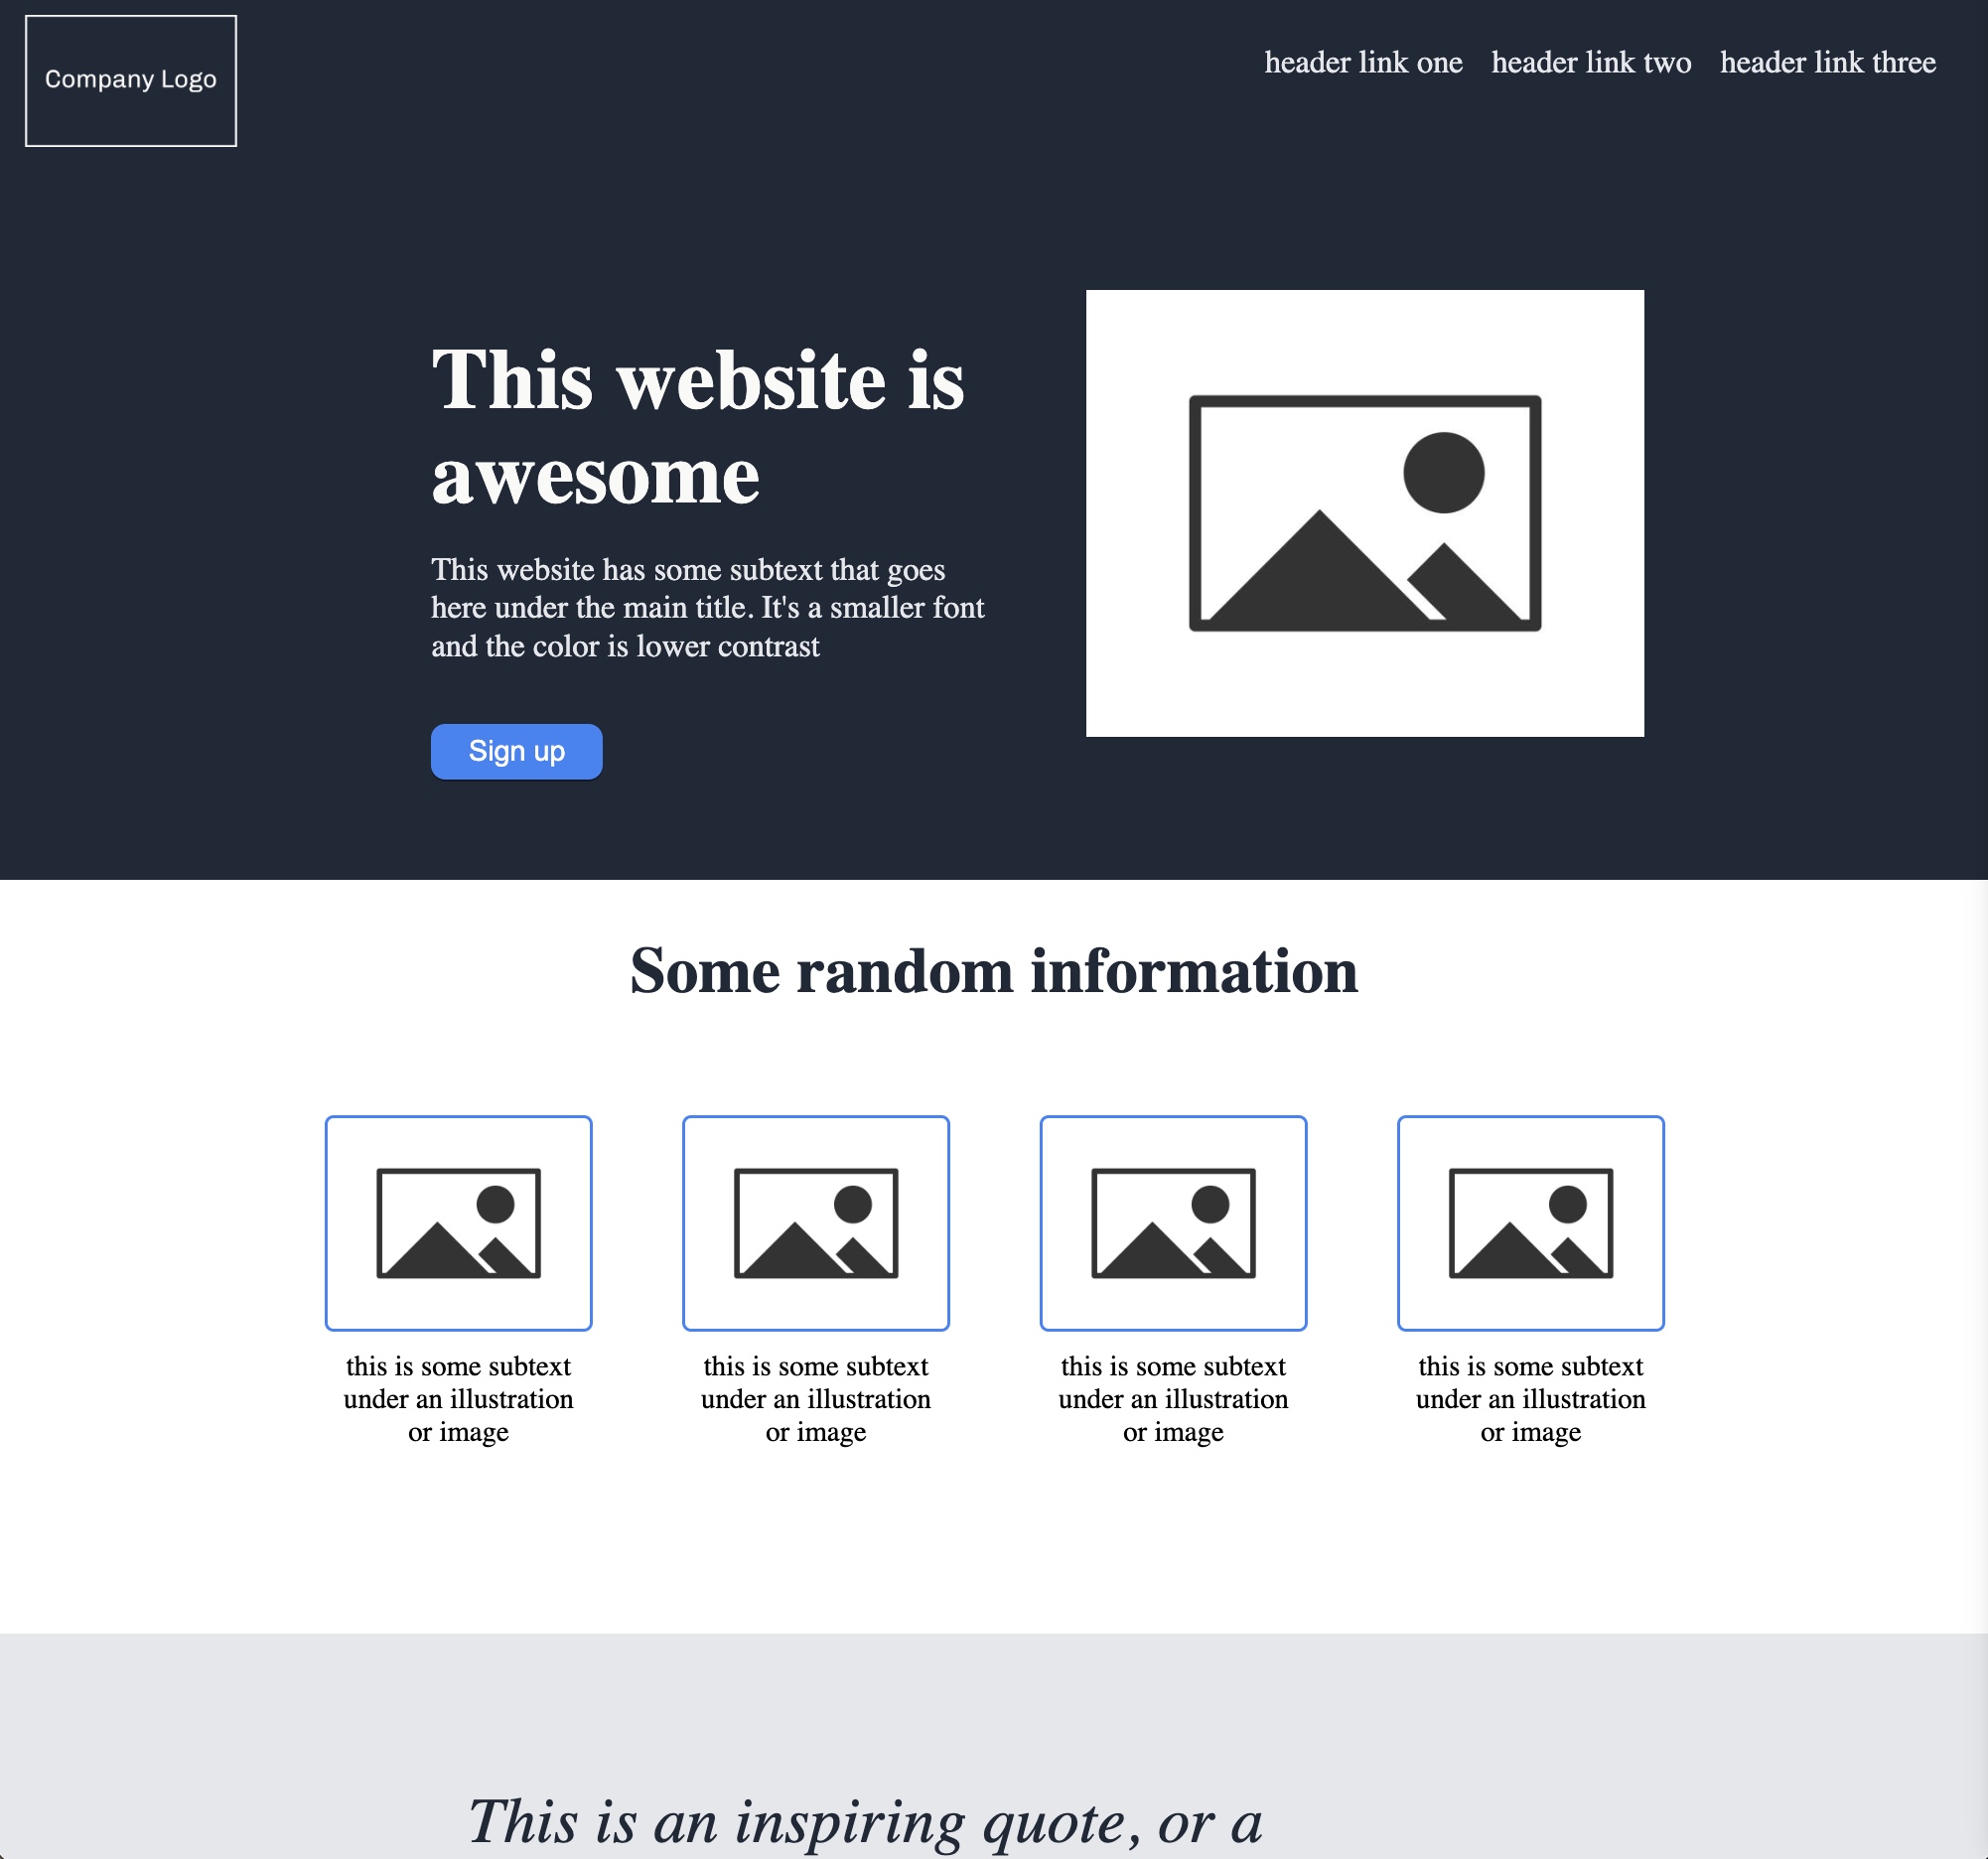 Company Logo
header link one header link two header link three
This website is
awesome
This website has some subtext that goes
here under the main title. It's a smaller font
and the color is lower contrast
Sign up
Some random information
this is some subtext
under an illustration
or image
this is some subtext
under an illustration
or image
this is some subtext
under an illustration
or image
this is some subtext
under an illustration
or image
This is an inspiring quote, or a